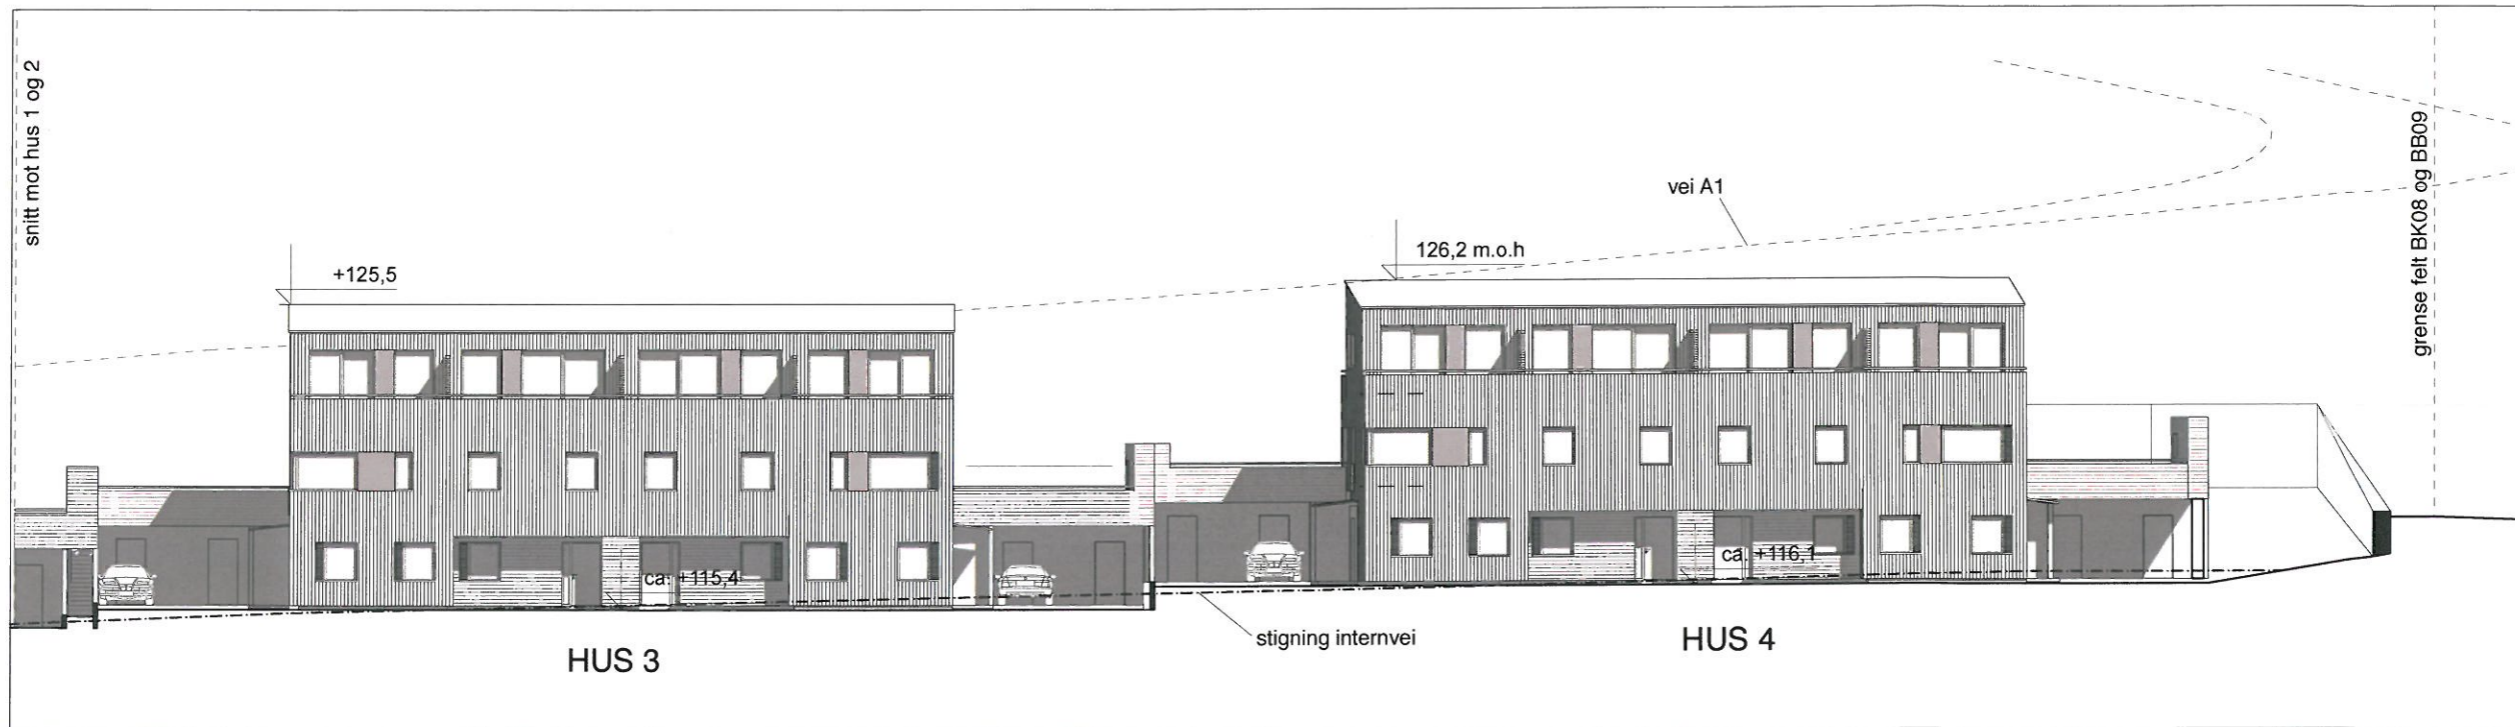 snitt mot hus 1 og 2
+125,5
126,2 m.o.h
vei A1
grense felt BK08 og BB09
ca: +115,4
ca. +116,1
stigning internvei
HUS 3
HUS 4